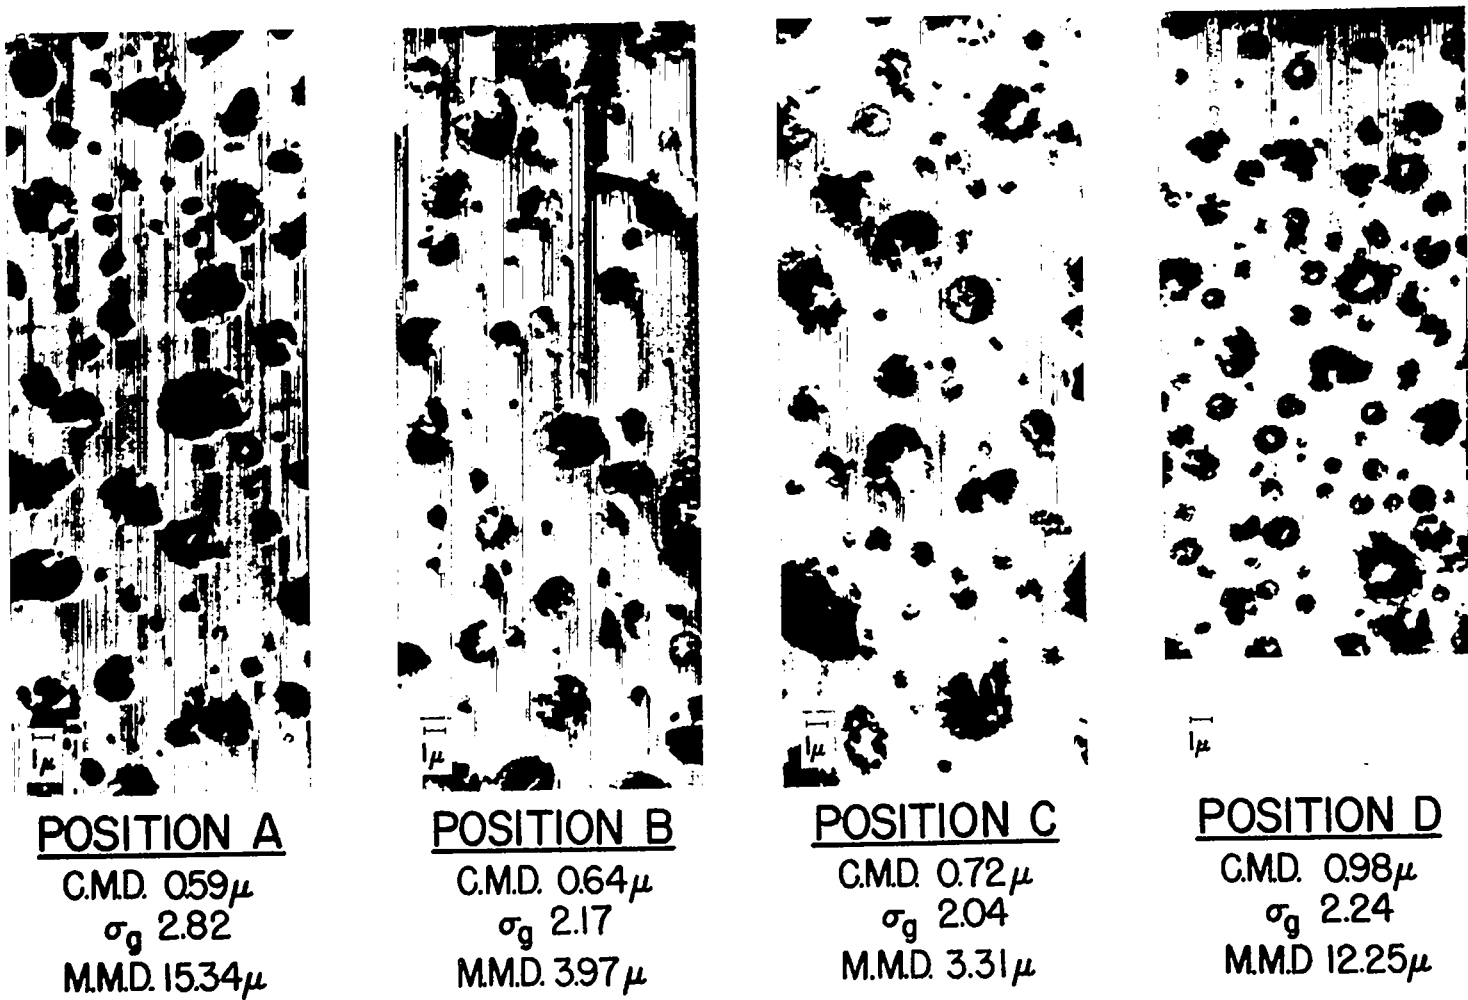 1μ
1μ
1μ
1μ
POSITION A
C.M.D. 0.59μ
σg 2.82
M.M.D. 15.34μ
POSITION B
C.M.D. 0.64μ
σg 2.17
M.M.D. 3.97μ
POSITION C
C.M.D. 0.72μ
σg 2.04
M.M.D. 3.31μ
POSITION D
C.M.D. 0.98μ
σg 2.24
M.M.D 12.25μ